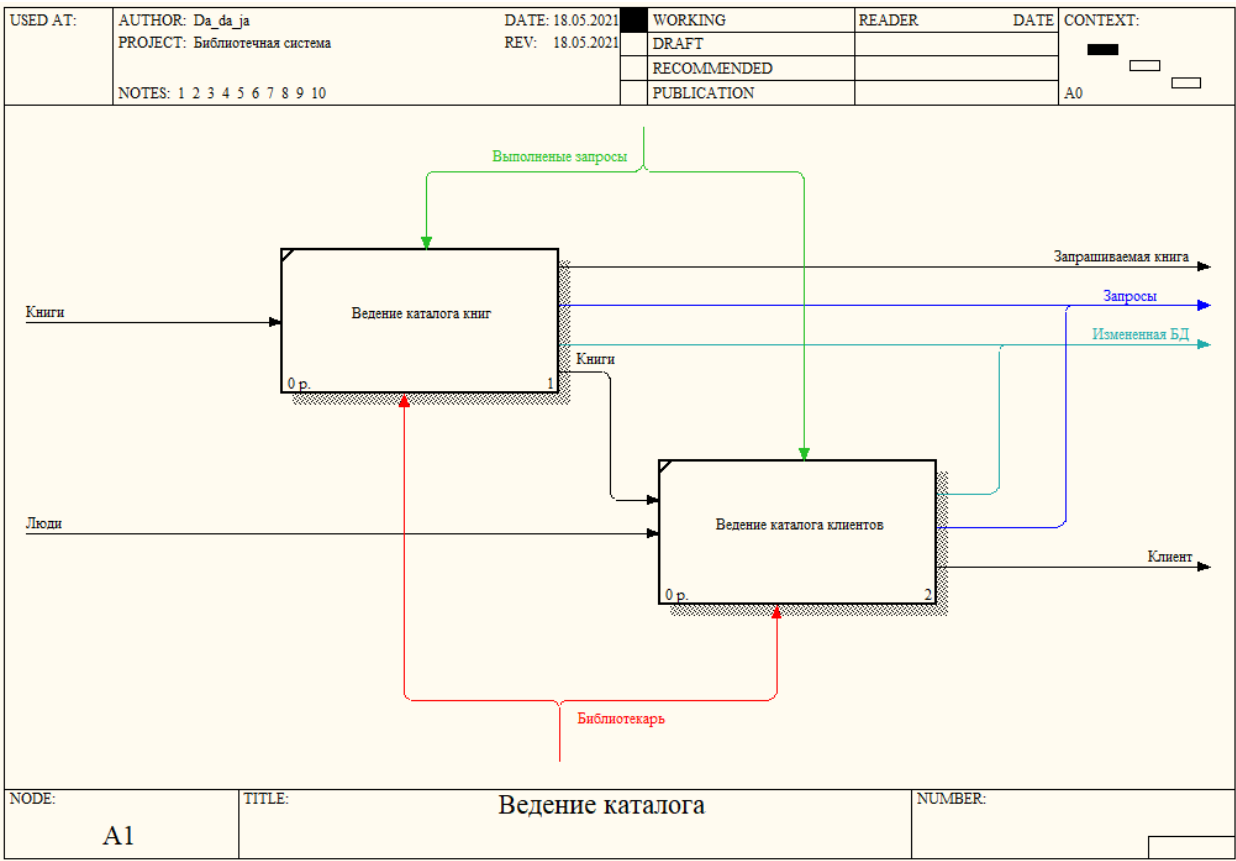 USED AT:
AUTHOR: Da_da_ja
DATE: 18.05.2021
WORKING
READER
DATE
CONTEXT:
PROJECT: Библиотечная система
REV: 18.05.2021
DRAFT
RECOMMENDED
NOTES: 1 2 3 4 5 6 7 8 9 10
PUBLICATION
A0
Выполненые запросы
Запрашиваемая книга
Запросы
Книги
Ведение каталога книг
Измененная БД
Книги
0 р.
1
Люди
Ведение каталога клиентов
Клиент
0 р.
2
Библиотекарь
NODE:
TITLE:
Ведение каталога
NUMBER:
A1